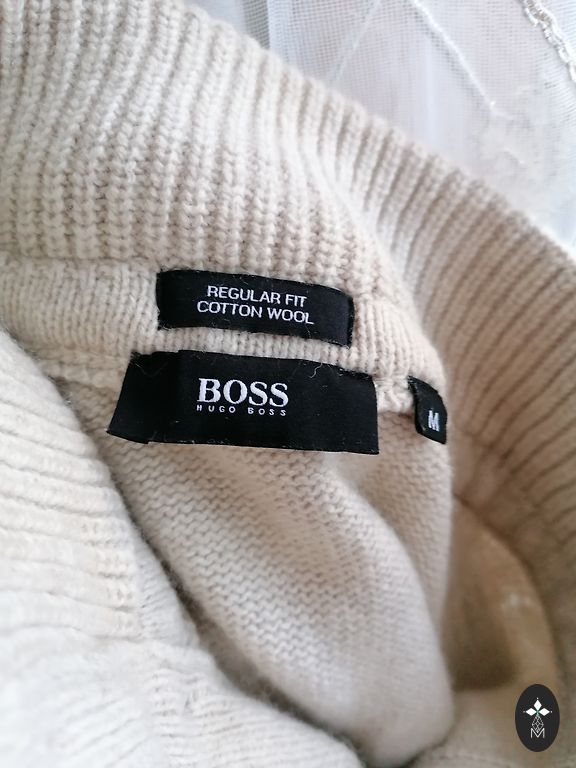 REGULAR FIT
COTTON WOOL
BOSS
HUGO BOSS
M
M